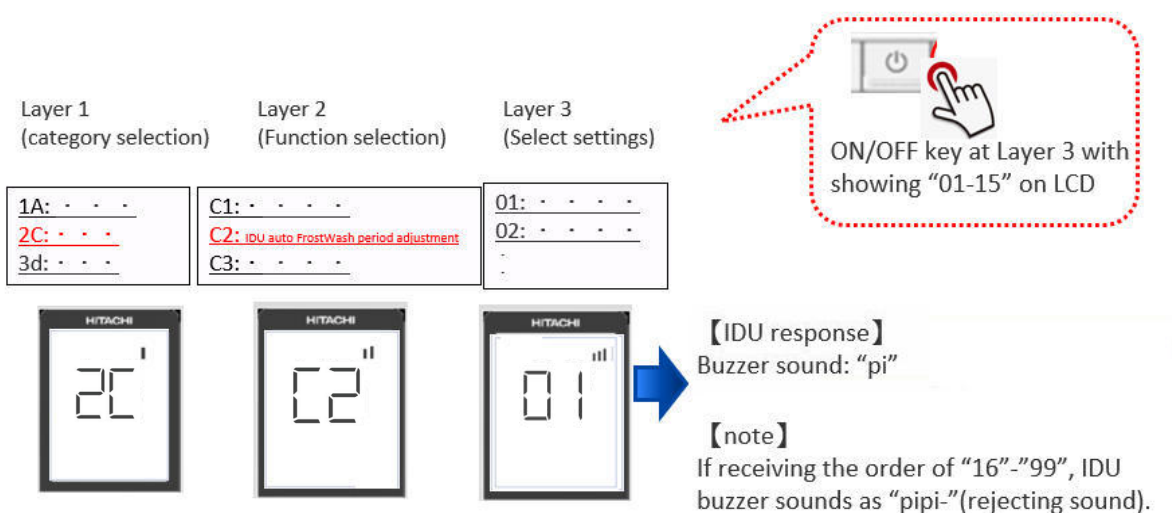 Layer 1
(category selection)
Layer 2
(Function selection)
Layer 3
(Select settings)
ON/OFF key at Layer 3 with
showing “01-15” on LCD
1A: · · ·
2C: · · ·
3d: · · ·
C1: · · · ·
C2: IDU auto FrostWash period adjustment
C3: · · · ·
01: · · · ·
02: · · · ·
·
·
HITACHI
2C
HITACHI
C2
HITACHI
01
【IDU response】
Buzzer sound: “pi”
【note】
If receiving the order of “16”-”99”, IDU
buzzer sounds as “pipi-”(rejecting sound).